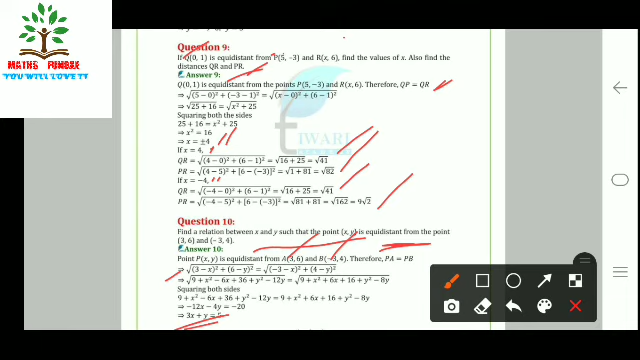 MATHS FUMBLE
YOU WILL LOVE IT
Question 9:
If Q(0, 1) is equidistant from P(5, −3) and R(x, 6), find the values of x. Also find the
distances QR and PR.
Answer 9:
Q(0, 1) is equidistant from the points P(5, −3) and R(x, 6). Therefore, QP = QR
⇒ √(5 − 0)² + (−3 − 1)² = √(x − 0)² + (6 − 1)²
⇒ √25 + 16 = √x² + 25
Squaring both the sides
25 + 16 = x² + 25
⇒ x² = 16
⇒ x = ±4
If x = 4,
QR = √(4 − 0)² + (6 − 1)² = √16 + 25 = √41
PR = √(4 − 5)² + [6 − (−3)]² = √1 + 81 = √82
If x = −4,
QR = √(−4 − 0)² + (6 − 1)² = √16 + 25 = √41
PR = √(−4 − 5)² + [6 − (−3)]² = √81 + 81 = √162 = 9√2
IWARI
Question 10:
Find a relation between x and y such that the point (x, y) is equidistant from the point
(3, 6) and (− 3, 4).
Answer 10:
Point P(x, y) is equidistant from A(3, 6) and B(−3, 4). Therefore, PA = PB
⇒ √(3 − x)² + (6 − y)² = √(−3 − x)² + (4 − y)²
⇒ √9 + x² − 6x + 36 + y² − 12y = √9 + x² + 6x + 16 + y² − 8y
Squaring both sides
9 + x² − 6x + 36 + y² − 12y = 9 + x² + 6x + 16 + y² − 8y
⇒ −12x − 4y = −20
⇒ 3x + y = 5